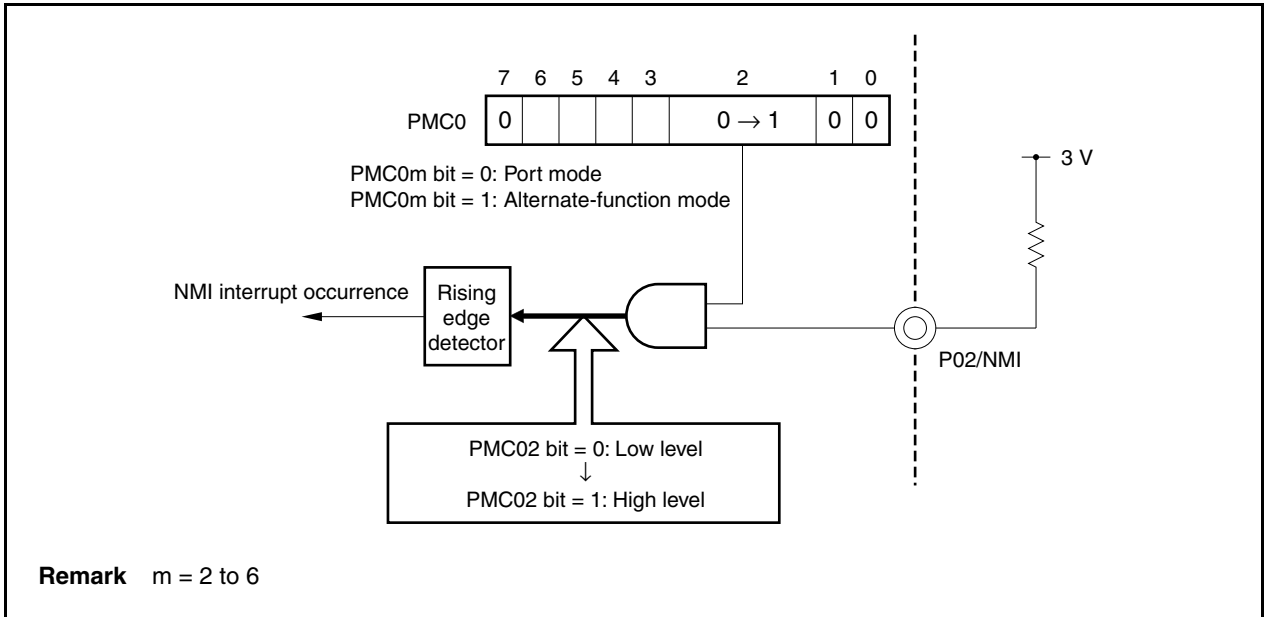 7 6 5 4 3 2 1 0
PMC0 0 0 → 1 0 0
3 V
PMC0m bit = 0: Port mode
PMC0m bit = 1: Alternate-function mode
NMI interrupt occurrence
Rising
edge
detector
P02/NMI
PMC02 bit = 0: Low level
↓
PMC02 bit = 1: High level
Remark m = 2 to 6